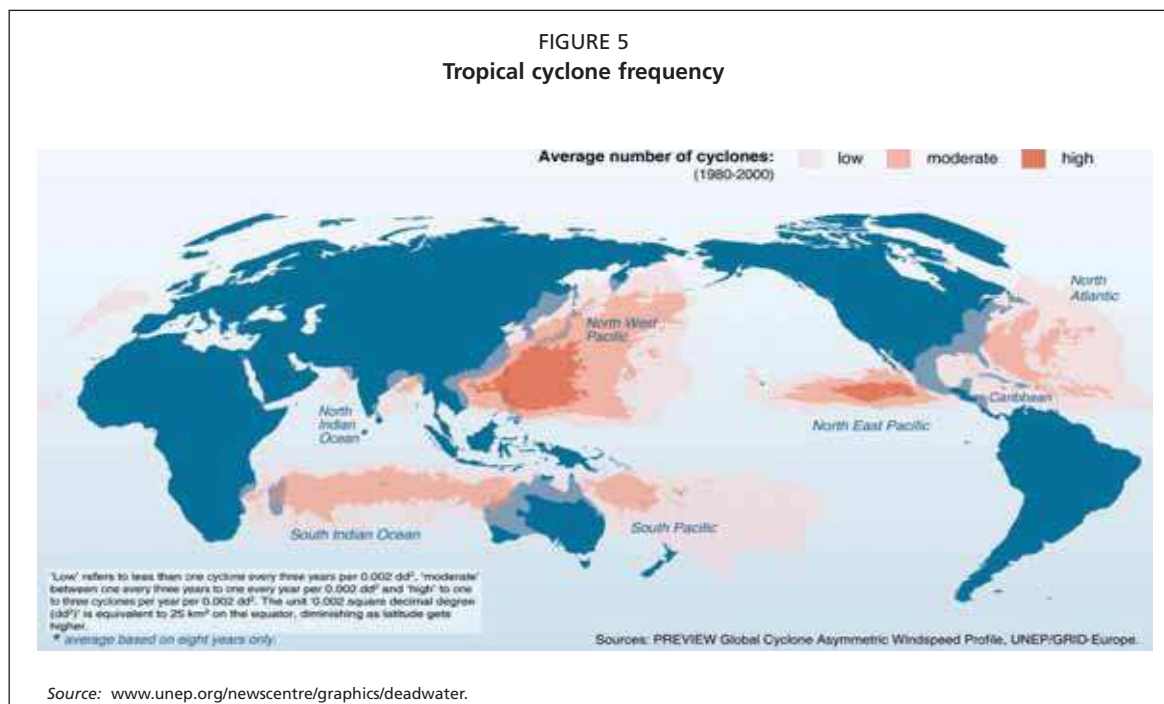 FIGURE 5
Tropical cyclone frequency
Average number of cyclones: low moderate high
(1980-2000)
North
Atlantic
North West
Pacific
Caribbean
North
Indian
Ocean*
North East Pacific
South Indian Ocean
South Pacific
'Low' refers to less than one cyclone every three years per 0.002 dd², 'moderate'
between one every three years to one every year per 0.002 dd² and 'high' to one
to three cyclones per year per 0.002 dd². The unit '0.002 square decimal degree
(dd²)' is equivalent to 25 km² on the equator, diminishing as latitude gets
higher.
* average based on eight years only.
Sources: PREVIEW Global Cyclone Asymmetric Windspeed Profile, UNEP/GRID-Europe.
Source: www.unep.org/newscentre/graphics/deadwater.